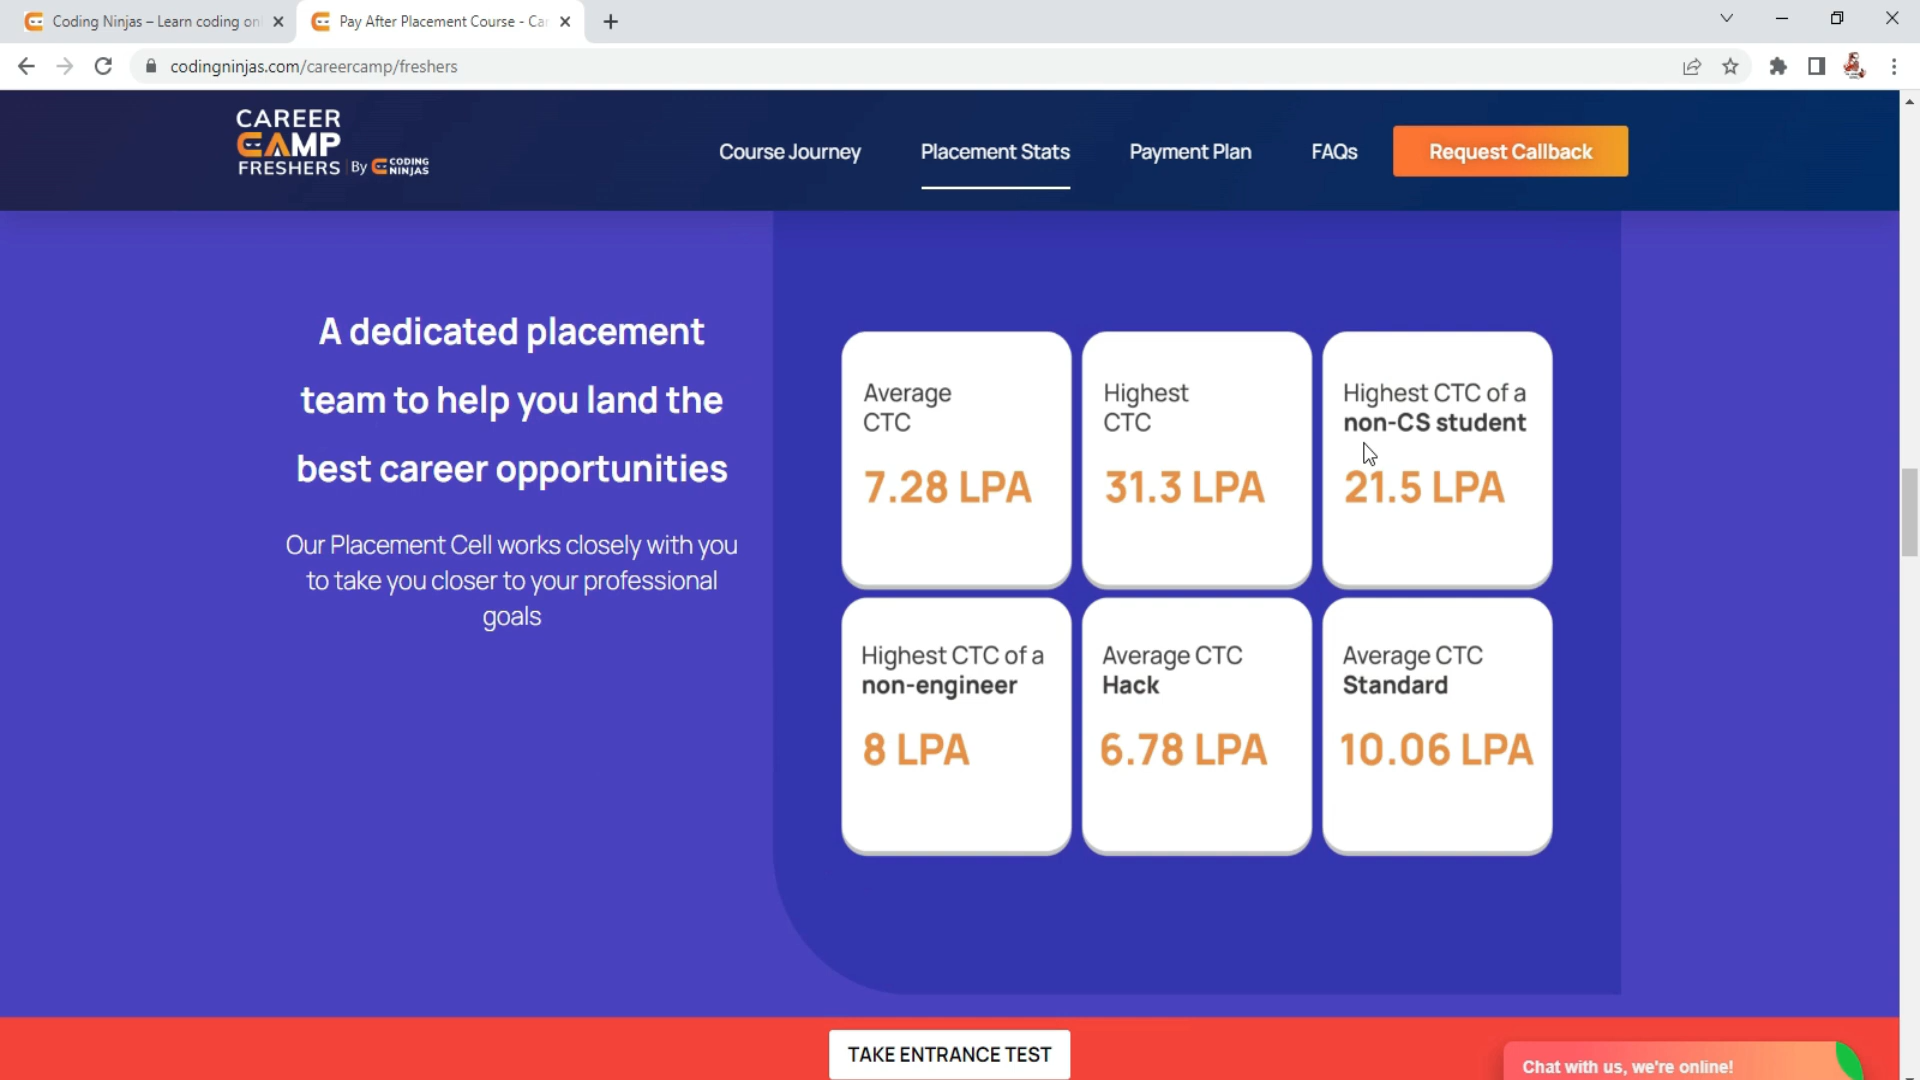 Coding Ninjas – Learn coding on
Pay After Placement Course - Ca
codingninjas.com/careercamp/freshers
CAREER
CAMP
FRESHERS | By CODING NINJAS
Course Journey
Placement Stats
Payment Plan
FAQs
Request Callback
A dedicated placement
team to help you land the
best career opportunities
Our Placement Cell works closely with you
to take you closer to your professional
goals
Average
CTC
7.28 LPA
Highest
CTC
31.3 LPA
Highest CTC of a
non-CS student
21.5 LPA
Highest CTC of a
non-engineer
8 LPA
Average CTC
Hack
6.78 LPA
Average CTC
Standard
10.06 LPA
TAKE ENTRANCE TEST
Chat with us, we're online!